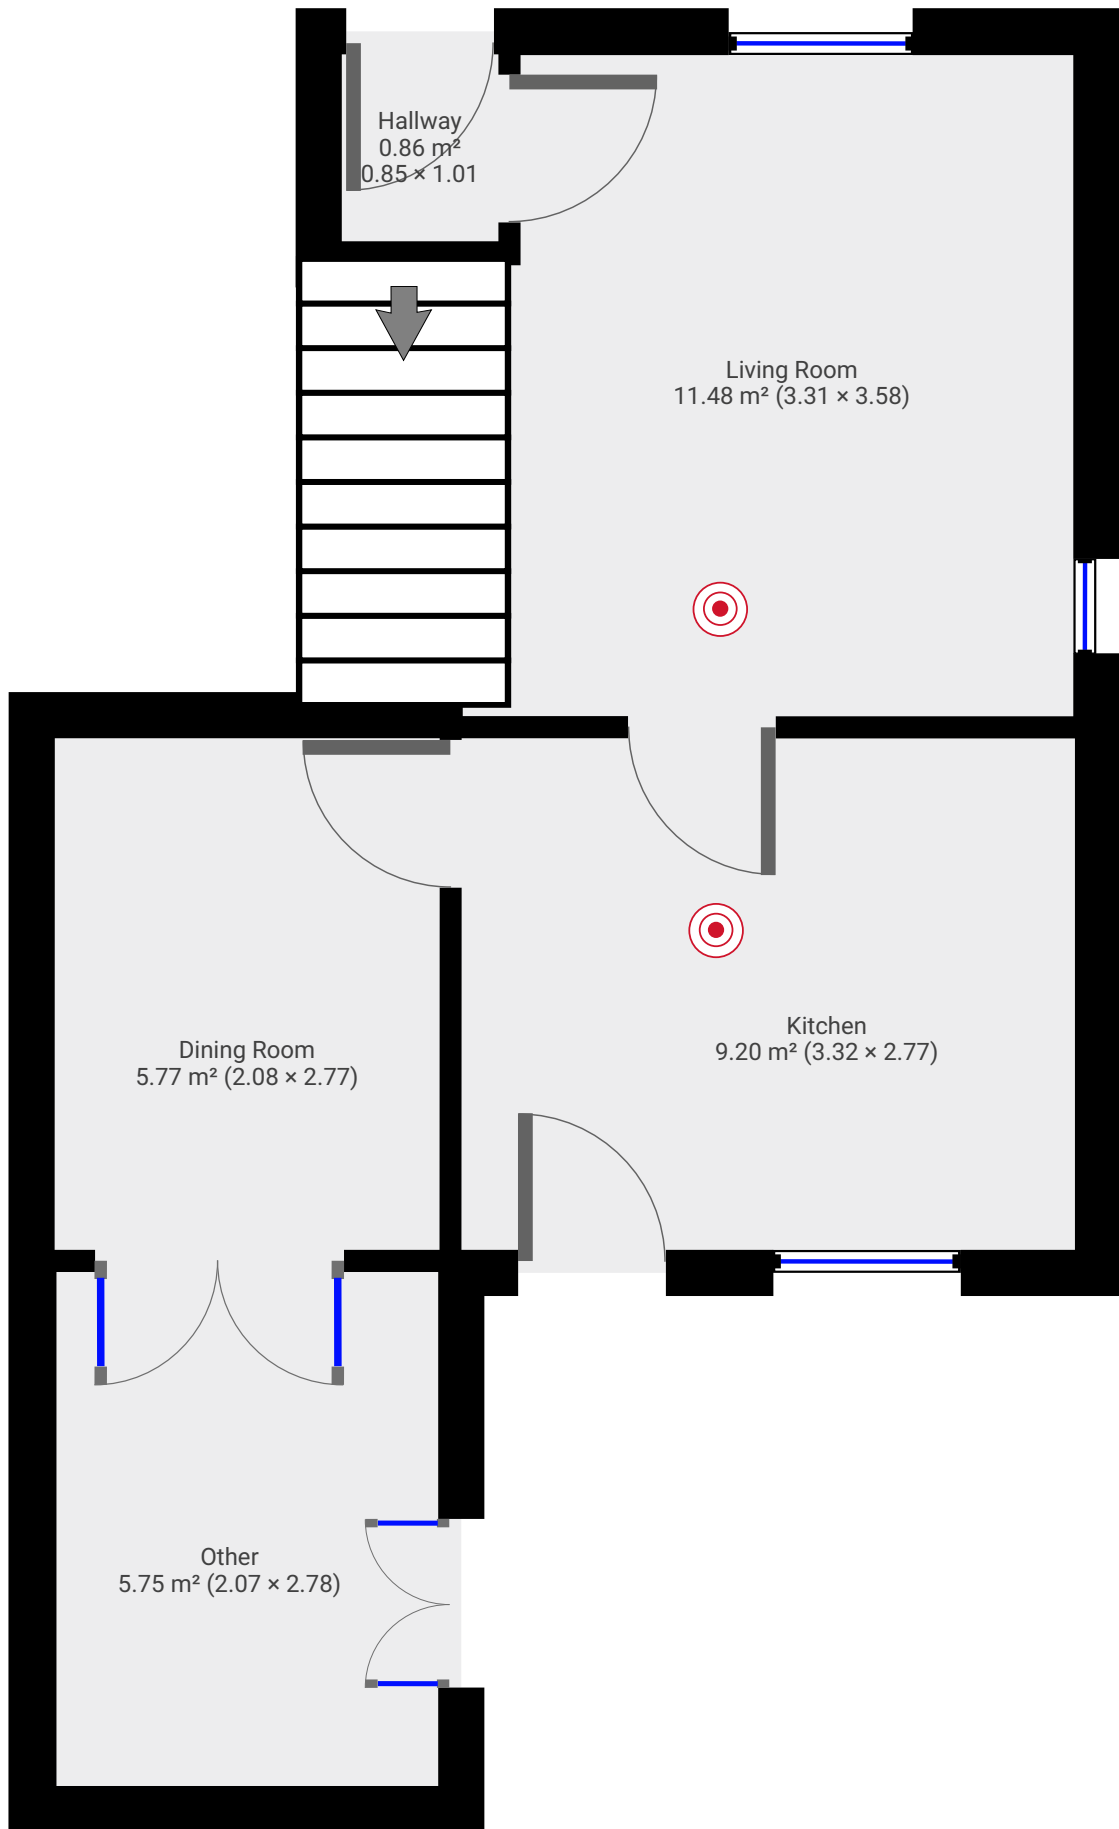 Hallway
0.86 m²
0.85 × 1.01
Living Room
11.48 m² (3.31 × 3.58)
Kitchen
9.20 m² (3.32 × 2.77)
Dining Room
5.77 m² (2.08 × 2.77)
Other
5.75 m² (2.07 × 2.78)